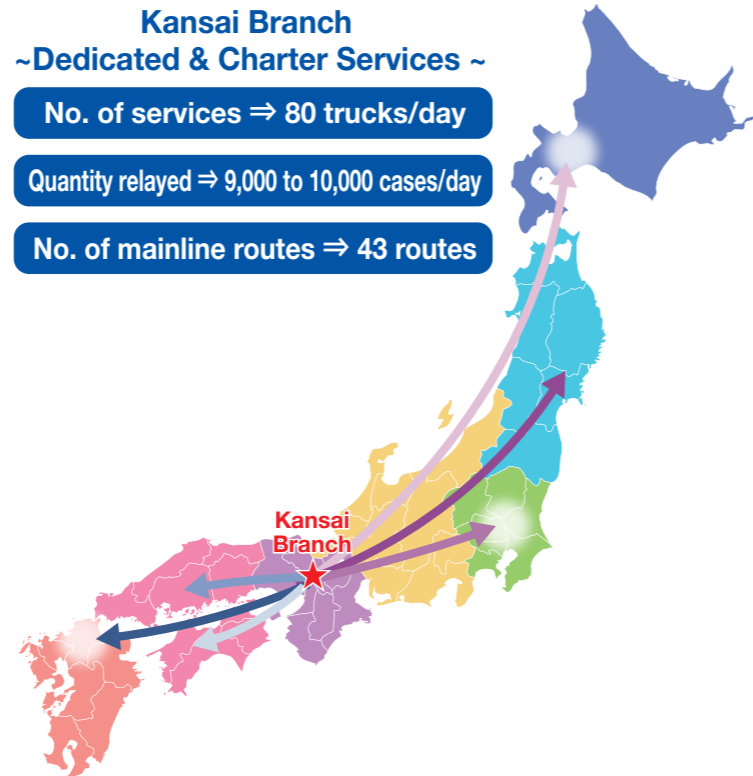 Kansai Branch
~Dedicated & Charter Services ~
No. of services ⇒ 80 trucks/day
Quantity relayed ⇒ 9,000 to 10,000 cases/day
No. of mainline routes ⇒ 43 routes
Kansai
Branch